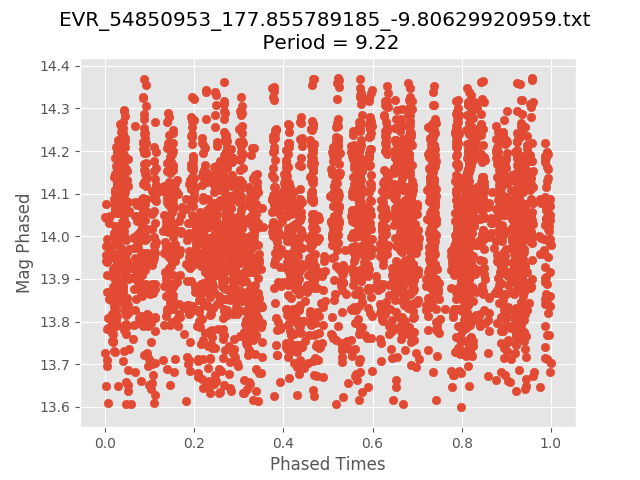 EVR_54850953_177.855789185_-9.80629920959.txt
Period = 9.22
14.4
14.3
14.2
14.1
14.0
13.9
13.8
13.7
13.6
Mag Phased
0.0 0.2 0.4 0.6 0.8 1.0
Phased Times